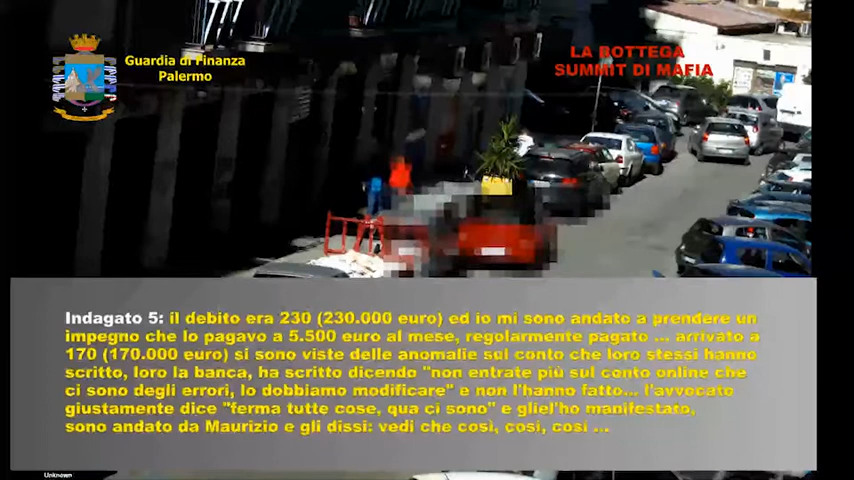 Guardia di Finanza
Palermo
LA BOTTEGA
SUMMIT DI MAFIA
Indagato 5: il debito era 230 (230.000 euro) ed io mi sono andato a prendere un
impegno che lo pagavo a 5.500 euro al mese, regolarmente pagato ... arrivato a
170 (170.000 euro) si sono viste delle anomalie sul conto che loro stessi hanno
scritto, loro la banca, ha scritto dicendo "non entrate più sul conto online che
ci sono degli errori, lo dobbiamo modificare" e non l'hanno fatto... l'avvocato
giustamente dice "ferma tutte cose, qua ci sono" e gliel'ho manifestato,
sono andato da Maurizio e gli dissi: vedi che così, così, così ...
Unknown